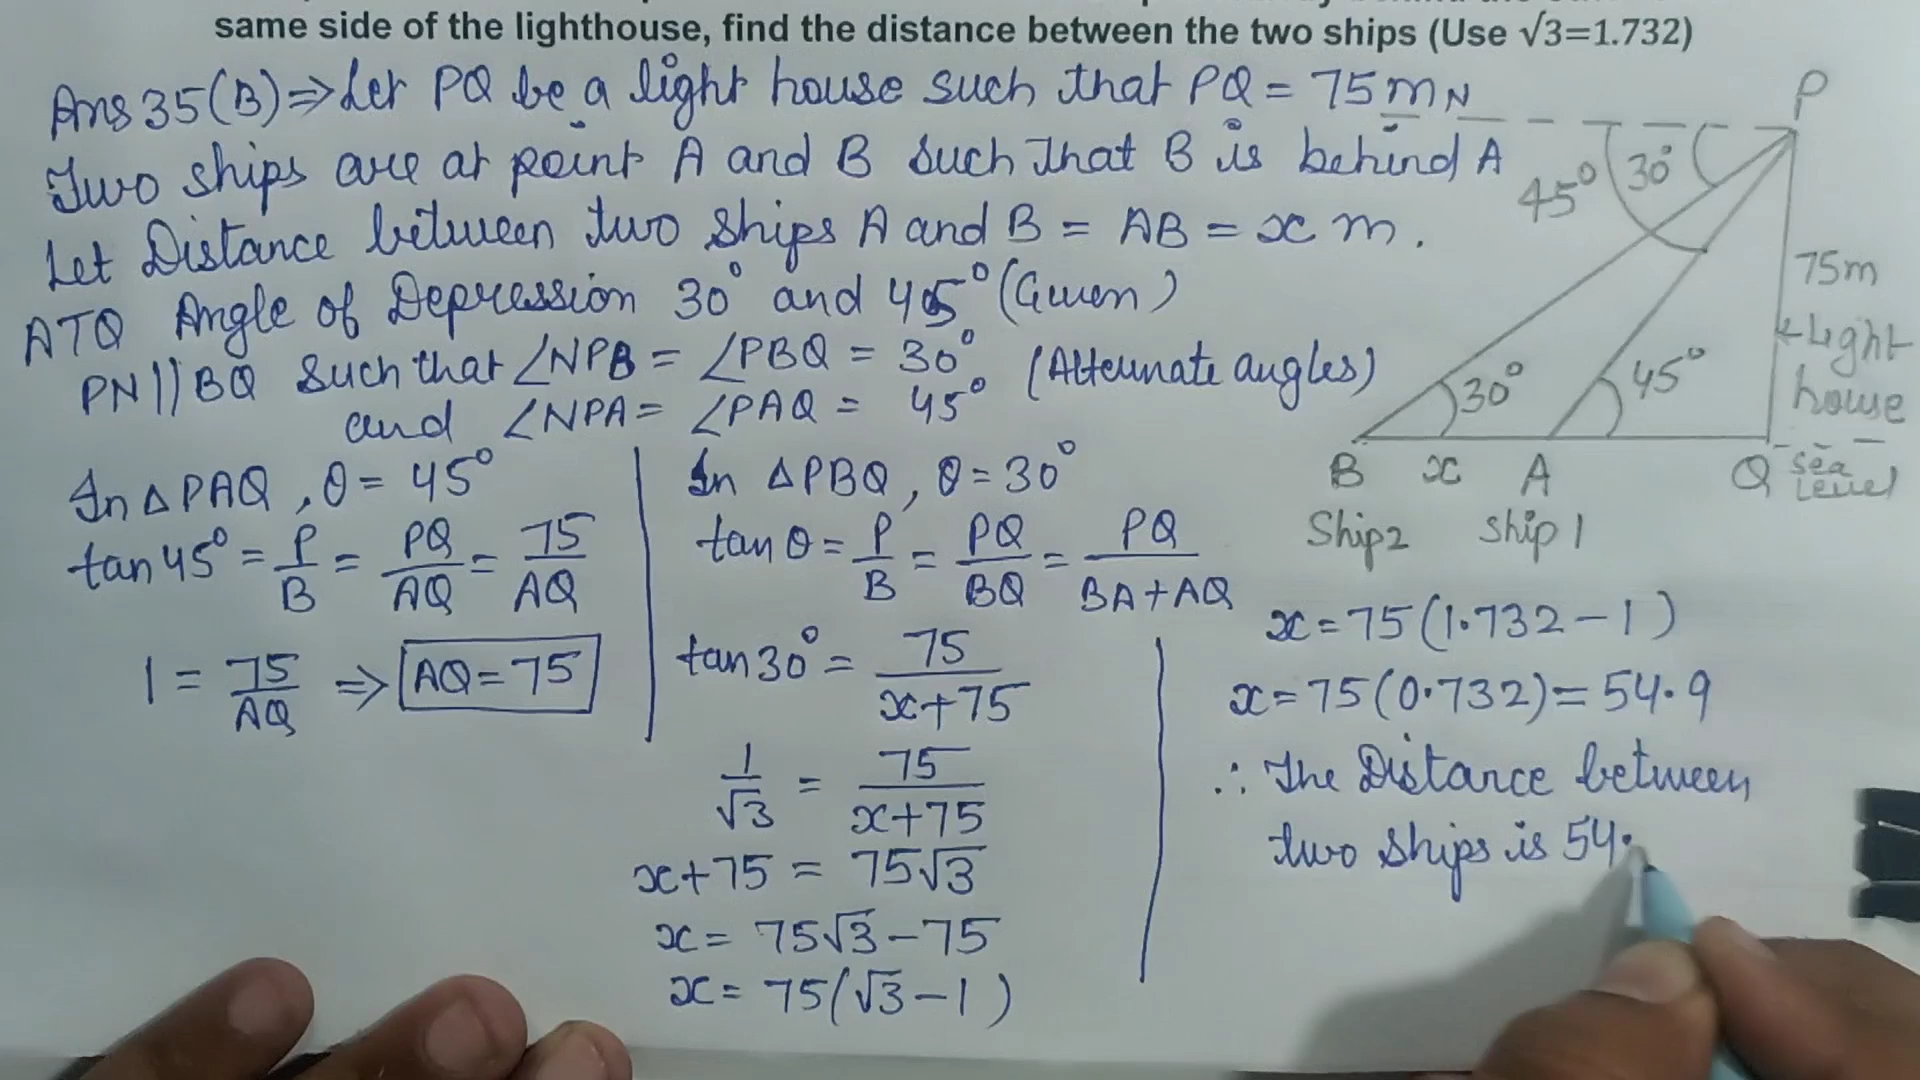 same side of the lighthouse, find the distance between the two ships (Use √3=1.732)
Ans 35(B)⇒Let PQ be a light house such that PQ = 75m
Two ships are at point A and B such that B is behind A
Let Distance between two ships A and B = AB = x m.
ATQ Angle of Depression 30° and 45° (Given)
PN||BQ such that ∠NPB = ∠PBQ = 30° (Alternate angles)
and ∠NPA = ∠PAQ = 45°
In △PAQ, θ = 45°
tan 45° = P/B = PQ/AQ = 75/AQ
1 = 75/AQ ⇒ AQ = 75
In △PBQ, θ = 30°
tan θ = P/B = PQ/BQ = PQ/BA+AQ
tan 30° = 75/x+75
1/√3 = 75/x+75
x+75 = 75√3
x = 75√3 - 75
x = 75(√3 - 1)
x = 75(1.732 - 1)
x = 75(0.732) = 54.9
∴ The Distance between
two ships is 54.
N
P
45°
30°
75m
Light
house
30°
45°
B x A Q
sea
level
Ship2 Ship 1